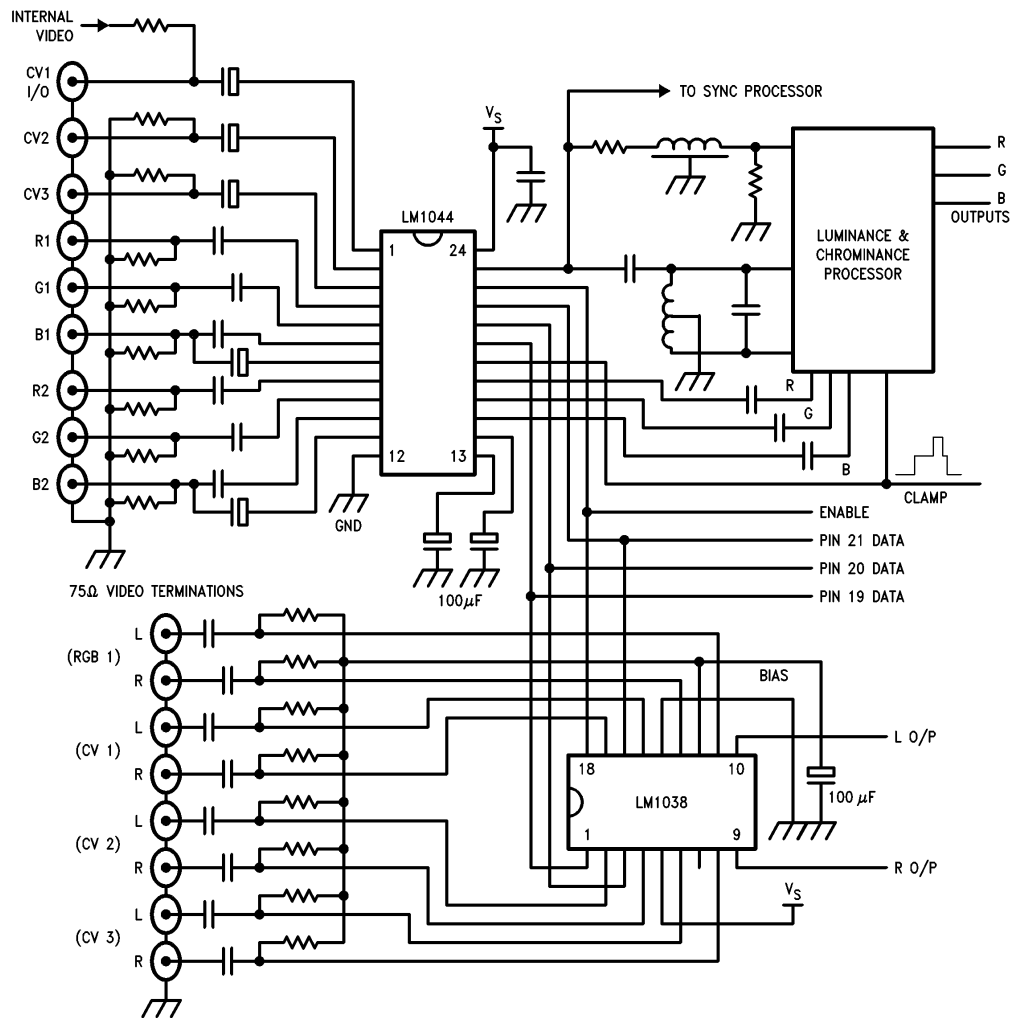 INTERNAL
VIDEO
CV1
I/O
CV2
CV3
R1
G1
B1
R2
G2
B2
LM1044
1
24
12
13
GND
100μF
VS
TO SYNC PROCESSOR
LUMINANCE &
CHROMINANCE
PROCESSOR
R
G
B
OUTPUTS
R
G
B
CLAMP
ENABLE
PIN 21 DATA
PIN 20 DATA
PIN 19 DATA
75Ω VIDEO TERMINATIONS
L
(RGB 1)
R
L
(CV 1)
R
L
(CV 2)
R
L
(CV 3)
R
BIAS
18
10
LM1038
1
9
L O/P
100 μF
R O/P
VS